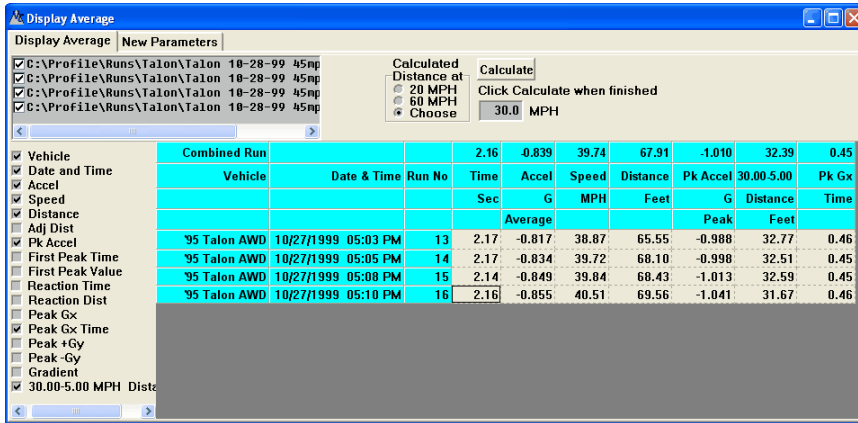 Display Average
Display Average New Parameters
C:\Profile\Runs\Talon\Talon 10-28-99 45mp
C:\Profile\Runs\Talon\Talon 10-28-99 45mp
C:\Profile\Runs\Talon\Talon 10-28-99 45mp
C:\Profile\Runs\Talon\Talon 10-28-99 45mp
Calculated
Distance at
20 MPH
60 MPH
Choose
Calculate
Click Calculate when finished
30.0 MPH
Vehicle
Date and Time
Accel
Speed
Distance
Adj Dist
Pk Accel
First Peak Time
First Peak Value
Reaction Time
Reaction Dist
Peak Gx
Peak Gx Time
Peak +Gy
Peak -Gy
Gradient
30.00-5.00 MPH Dista
Combined Run 2.16 -0.839 39.74 67.91 -1.010 32.39 0.45
Vehicle Date & Time Run No Time Accel Speed Distance Pk Accel 30.00-5.00 Pk Gx
Sec G MPH Feet G Distance Time
Average Peak Feet
'95 Talon AWD 10/27/1999 05:03 PM 13 2.17 -0.817 38.87 65.55 -0.988 32.77 0.46
'95 Talon AWD 10/27/1999 05:05 PM 14 2.17 -0.834 39.72 68.10 -0.998 32.51 0.45
'95 Talon AWD 10/27/1999 05:08 PM 15 2.14 -0.849 39.84 68.43 -1.013 32.59 0.45
'95 Talon AWD 10/27/1999 05:10 PM 16 2.16 -0.855 40.51 69.56 -1.041 31.67 0.46